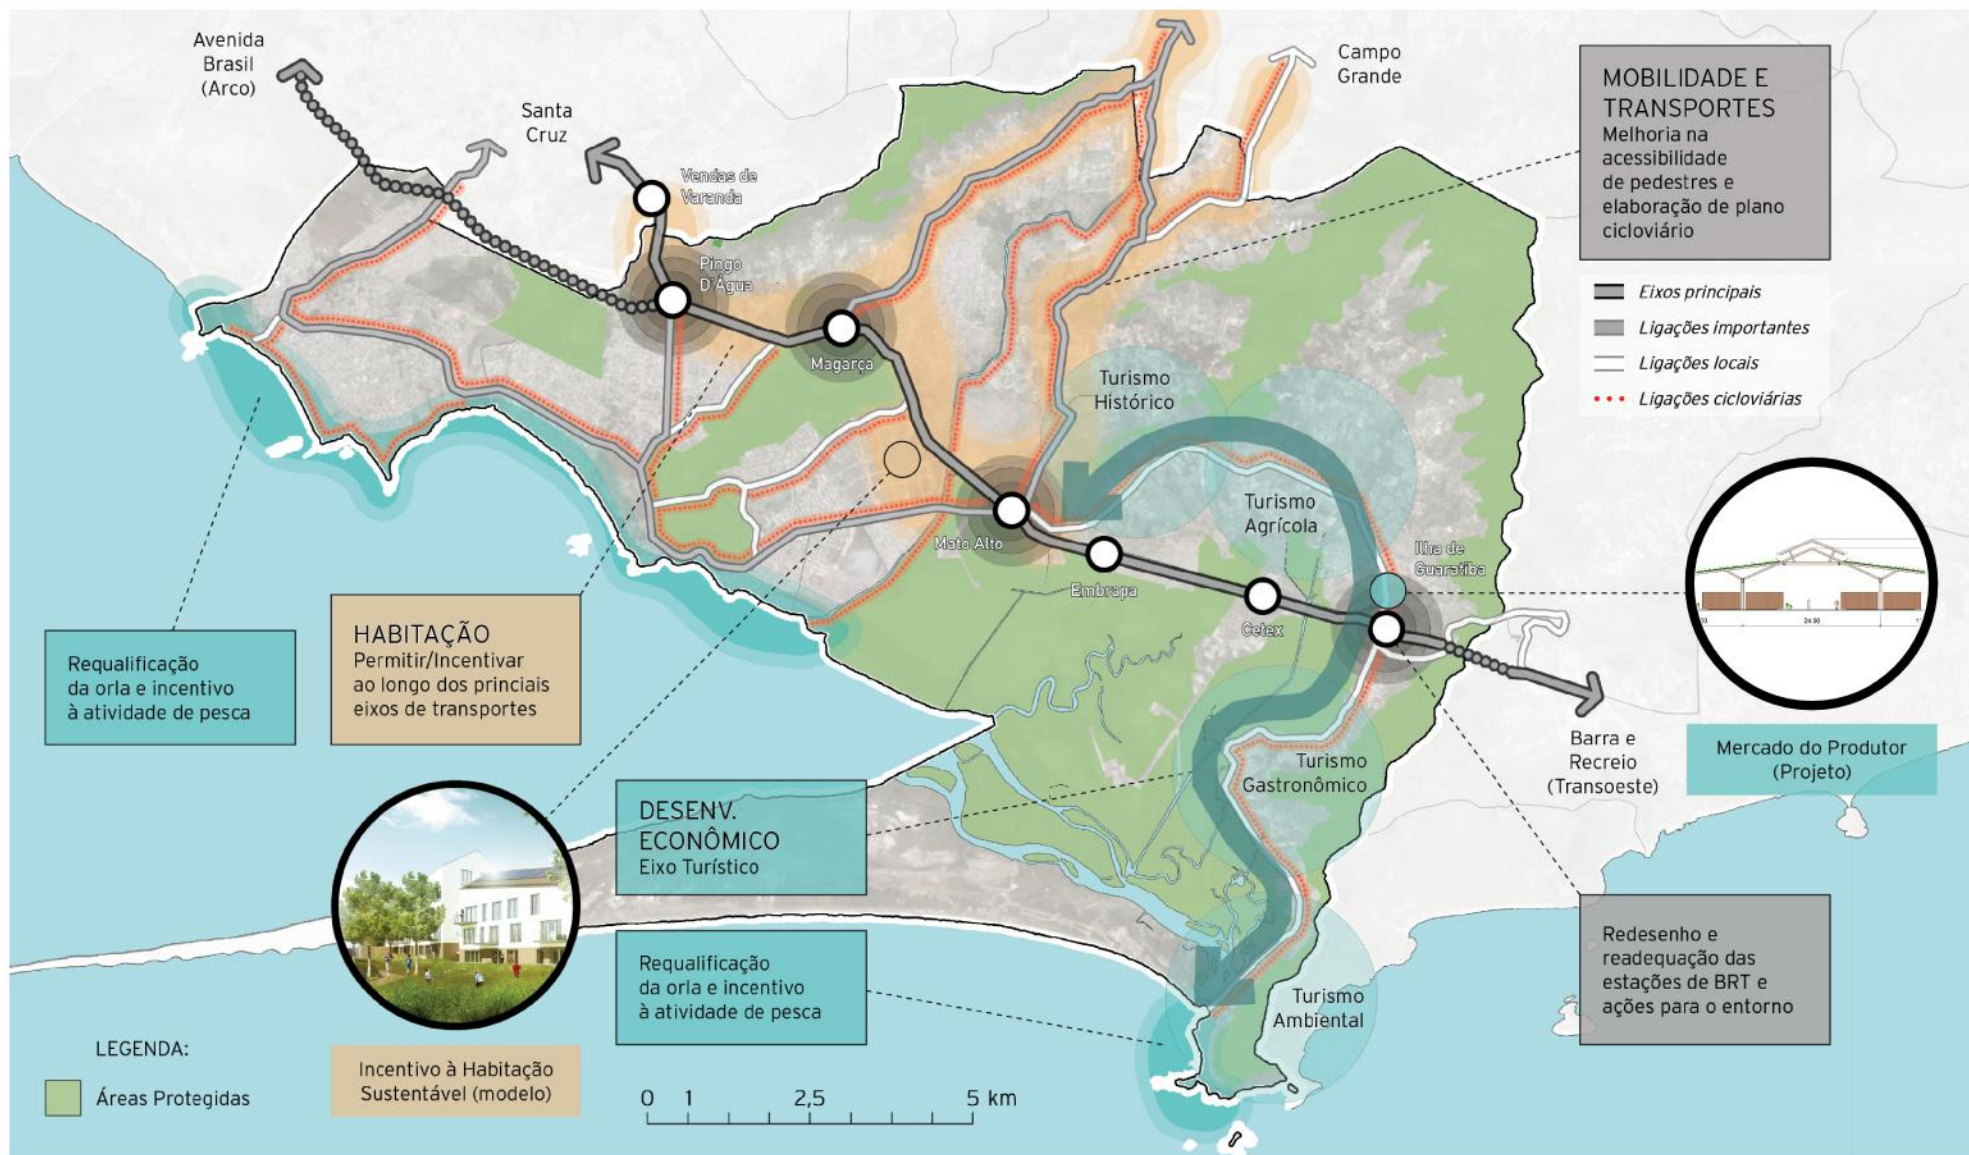 Avenida
Brasil
(Arco)
Santa
Cruz
Campo
Grande
Vendas de
Varanda
Pingo
D'Água
Magarça
Mato Alto
Embrapa
Cetex
Ilha de
Guaratiba
Turismo
Histórico
Turismo
Agrícola
Turismo
Gastronômico
Turismo
Ambiental
Barra e
Recreio
(Transoeste)
MOBILIDADE E
TRANSPORTES
Melhoria na
acessibilidade
de pedestres e
elaboração de plano
cicloviário
Eixos principais
Ligações importantes
Ligações locais
Ligações cicloviárias
24.00
Mercado do Produtor
(Projeto)
Redesenho e
readequação das
estações de BRT e
ações para o entorno
Requalificação
da orla e incentivo
à atividade de pesca
HABITAÇÃO
Permitir/Incentivar
ao longo dos princiais
eixos de transportes
DESENV.
ECONÔMICO
Eixo Turístico
Requalificação
da orla e incentivo
à atividade de pesca
Incentivo à Habitação
Sustentável (modelo)
LEGENDA:
Áreas Protegidas
0 1 2,5 5 km